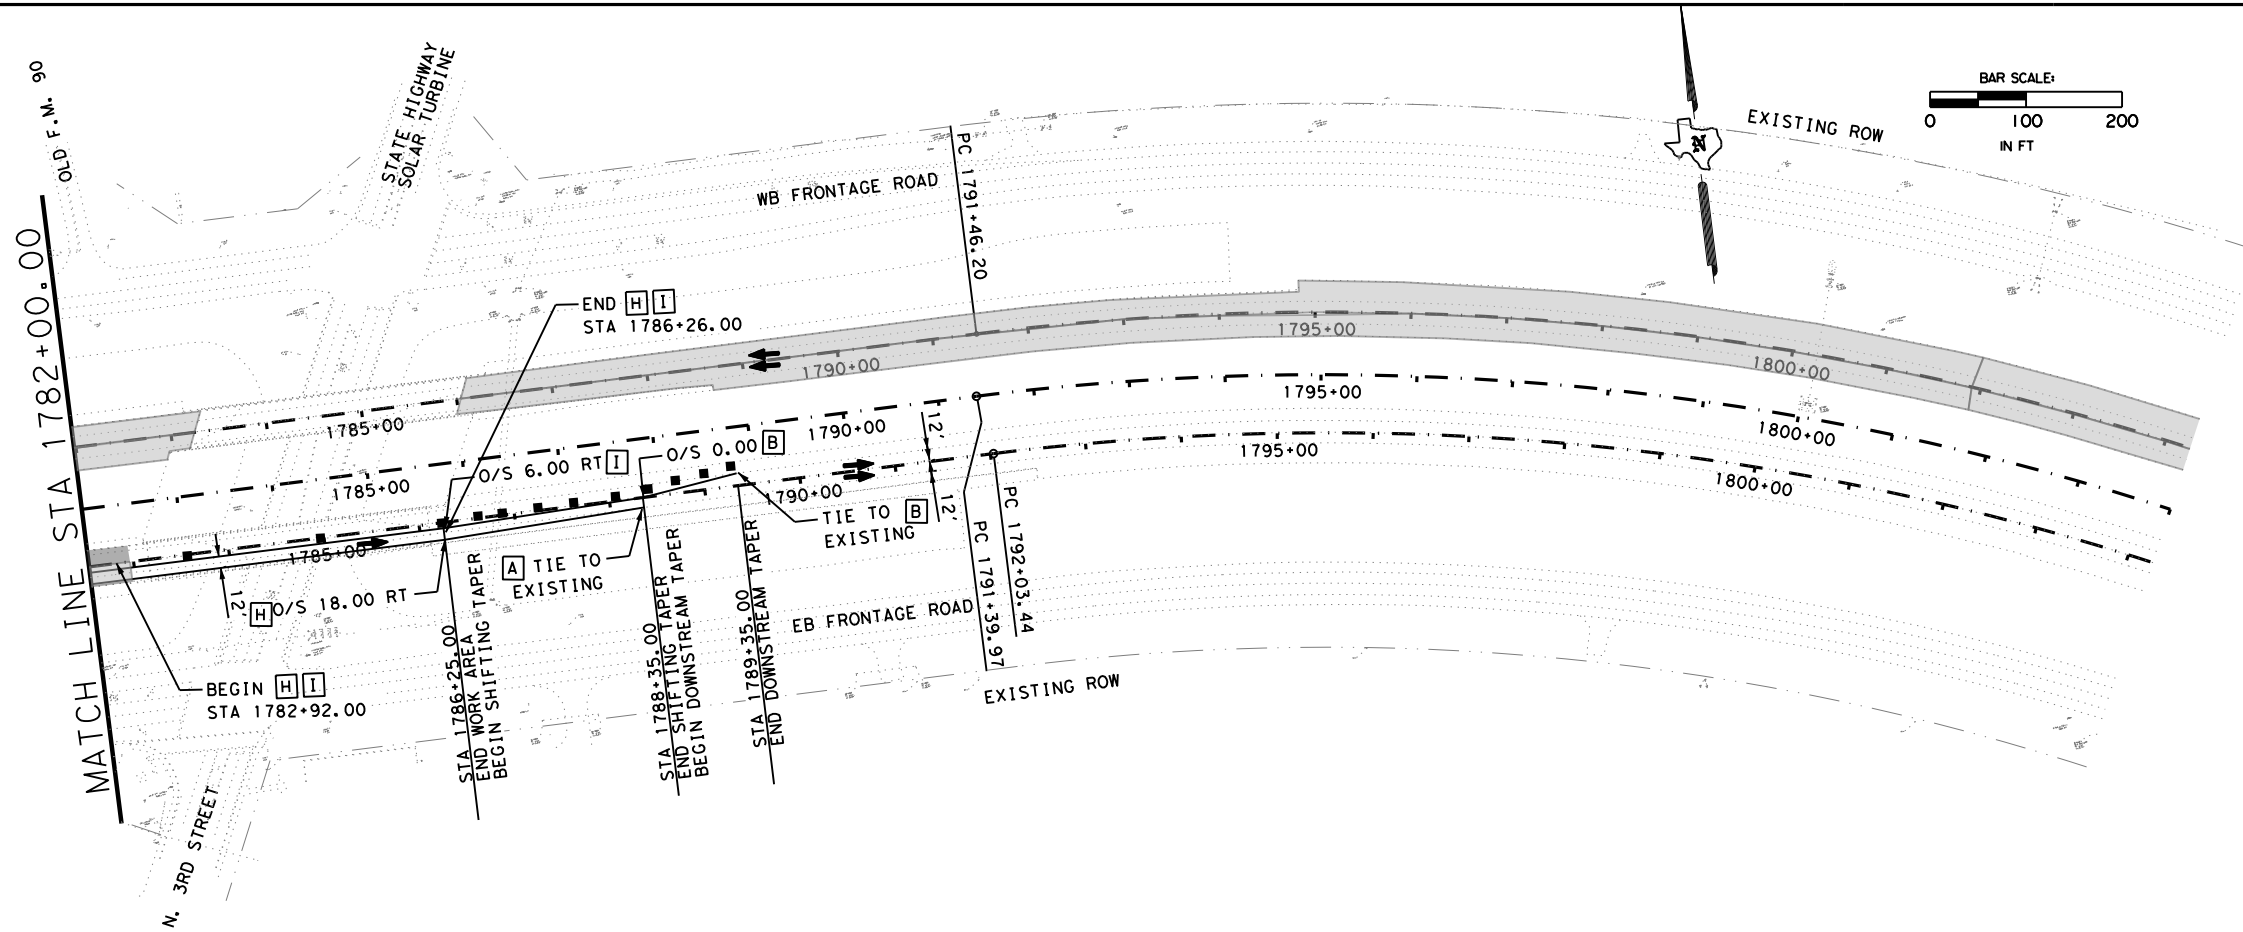 OLD F.M. 90
STATE HIGHWAY
SOLAR TURBINE
WB FRONTAGE ROAD
PC 1791+46.20
EXISTING ROW
BAR SCALE:
0 100 200
IN FT
N
MATCH LINE STA 1782+00.00
END H I
STA 1786+26.00
1785+00
1790+00
1795+00
1800+00
1785+00
1790+00
1795+00
1800+00
O/S 6.00 RT I
O/S 0.00 B
12'
12'
1785+00
1790+00
1795+00
1800+00
TIE TO B
EXISTING
A TIE TO
EXISTING
12'
H O/S 18.00 RT
BEGIN H I
STA 1782+92.00
STA 1786+25.00
END WORK AREA
BEGIN SHIFTING TAPER
STA 1788+35.00
END SHIFTING TAPER
BEGIN DOWNSTREAM TAPER
STA 1789+35.00
END DOWNSTREAM TAPER
EB FRONTAGE ROAD
PC 1791+39.97
PC 1792+03.44
EXISTING ROW
N. 3RD STREET